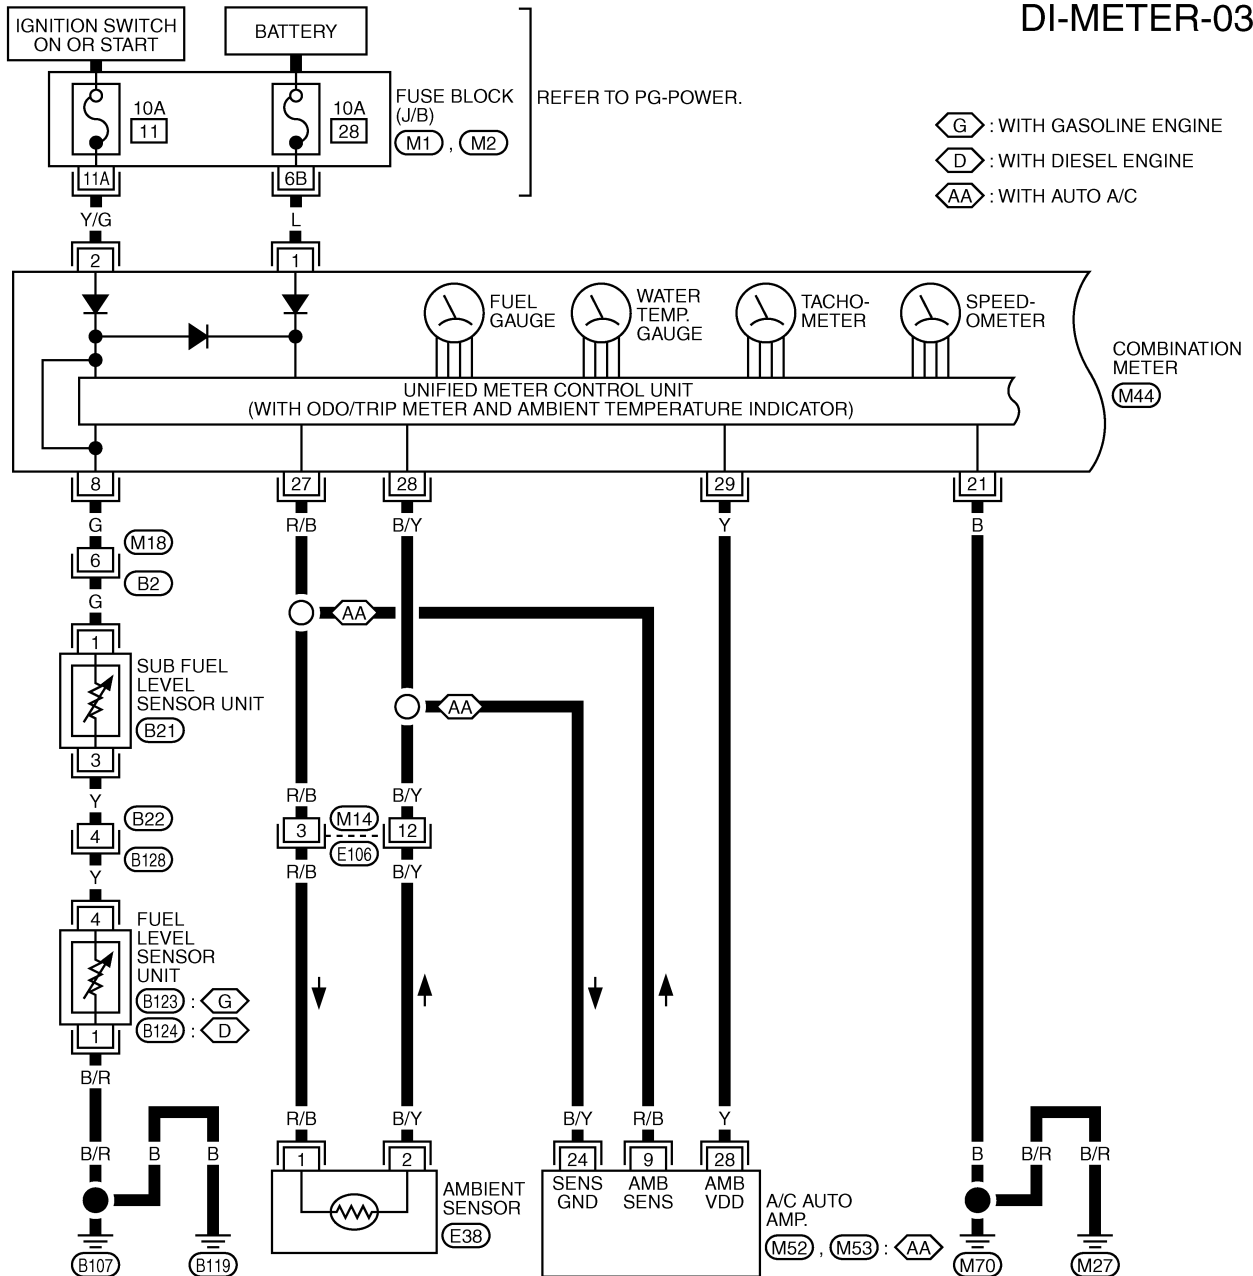 DI-METER-03
IGNITION SWITCH
ON OR START
BATTERY
10A
11
10A
28
FUSE BLOCK
(J/B)
M1 , M2
REFER TO PG-POWER.
G : WITH GASOLINE ENGINE
D : WITH DIESEL ENGINE
AA : WITH AUTO A/C
11A
6B
Y/G
L
2
1
FUEL
GAUGE
WATER
TEMP.
GAUGE
TACHO-
METER
SPEED-
OMETER
COMBINATION
METER
M44
UNIFIED METER CONTROL UNIT
(WITH ODO/TRIP METER AND AMBIENT TEMPERATURE INDICATOR)
8
27
28
29
21
G
R/B
B/Y
Y
B
M18
6
B2
G
AA
1
SUB FUEL
LEVEL
SENSOR UNIT
B21
AA
3
Y
R/B
B/Y
B22
4
B128
M14
3
12
E106
Y
R/B
B/Y
4
FUEL
LEVEL
SENSOR
UNIT
B123 : G
B124 : D
1
B/R
R/B
B/Y
B/Y
R/B
Y
B/R
B
B
B
B/R
B/R
1
2
24
9
28
SENS
GND
AMB
SENS
AMB
VDD
AMBIENT
SENSOR
E38
A/C AUTO
AMP.
M52 , M53 : AA
B107
B119
M70
M27